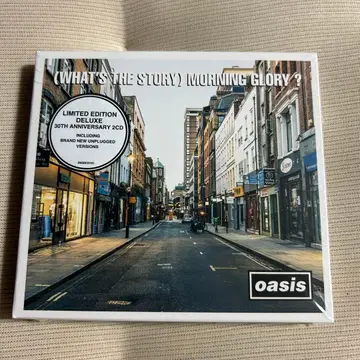 (WHAT'S THE STORY) MORNING GLORY ?
LIMITED EDITION
DELUXE
30TH ANNIVERSARY 2CD
INCLUDING
BRAND NEW UNPLUGGED
VERSIONS
oasis